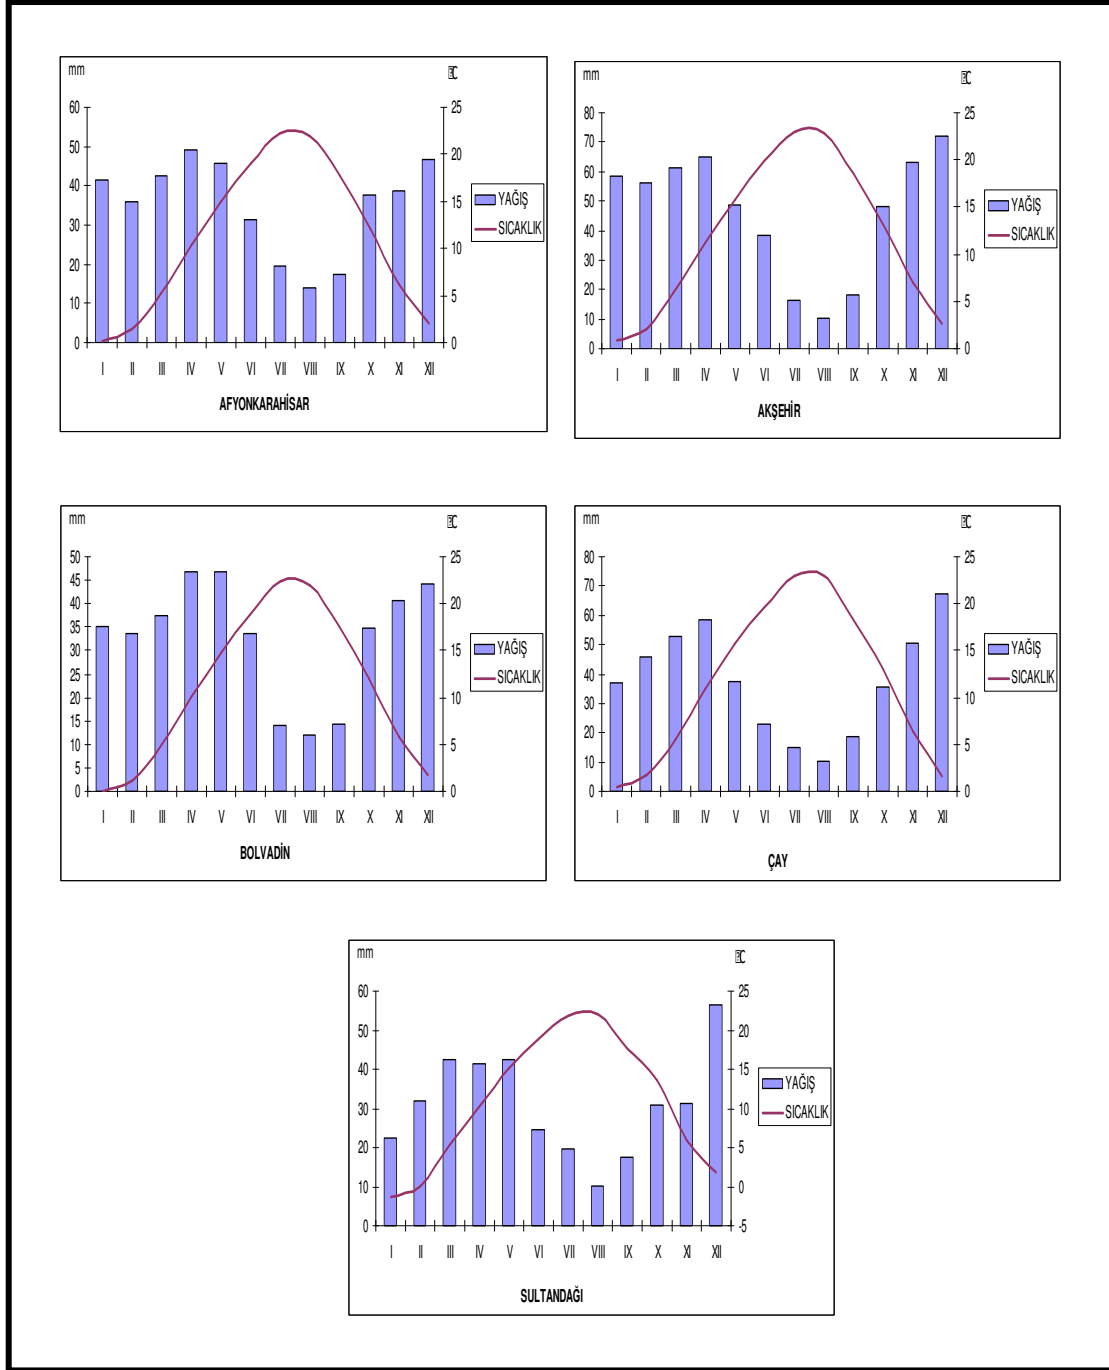 mm °C
60 25
50 20
40 15
30 10
20 5
10 0
0
YAĞIŞ
SICAKLIK
I II III IV V VI VII VIII IX X XI XII
AFYONKARAHİSAR
mm °C
80 25
70 20
60 15
50 10
40 5
30 0
20
10
0
YAĞIŞ
SICAKLIK
I II III IV V VI VII VIII IX X XI XII
AKŞEHİR
mm °C
50 25
45 20
40 15
35 10
30 5
25 0
20
15
10
5
0
YAĞIŞ
SICAKLIK
I II III IV V VI VII VIII IX X XI XII
BOLVADİN
mm °C
80 25
70 20
60 15
50 10
40 5
30 0
20
10
0
YAĞIŞ
SICAKLIK
I II III IV V VI VII VIII IX X XI XII
ÇAY
mm °C
60 25
50 20
40 15
30 10
20 5
10 0
0 -5
YAĞIŞ
SICAKLIK
I II III IV V VI VII VIII IX X XI XII
SULTANDAĞI